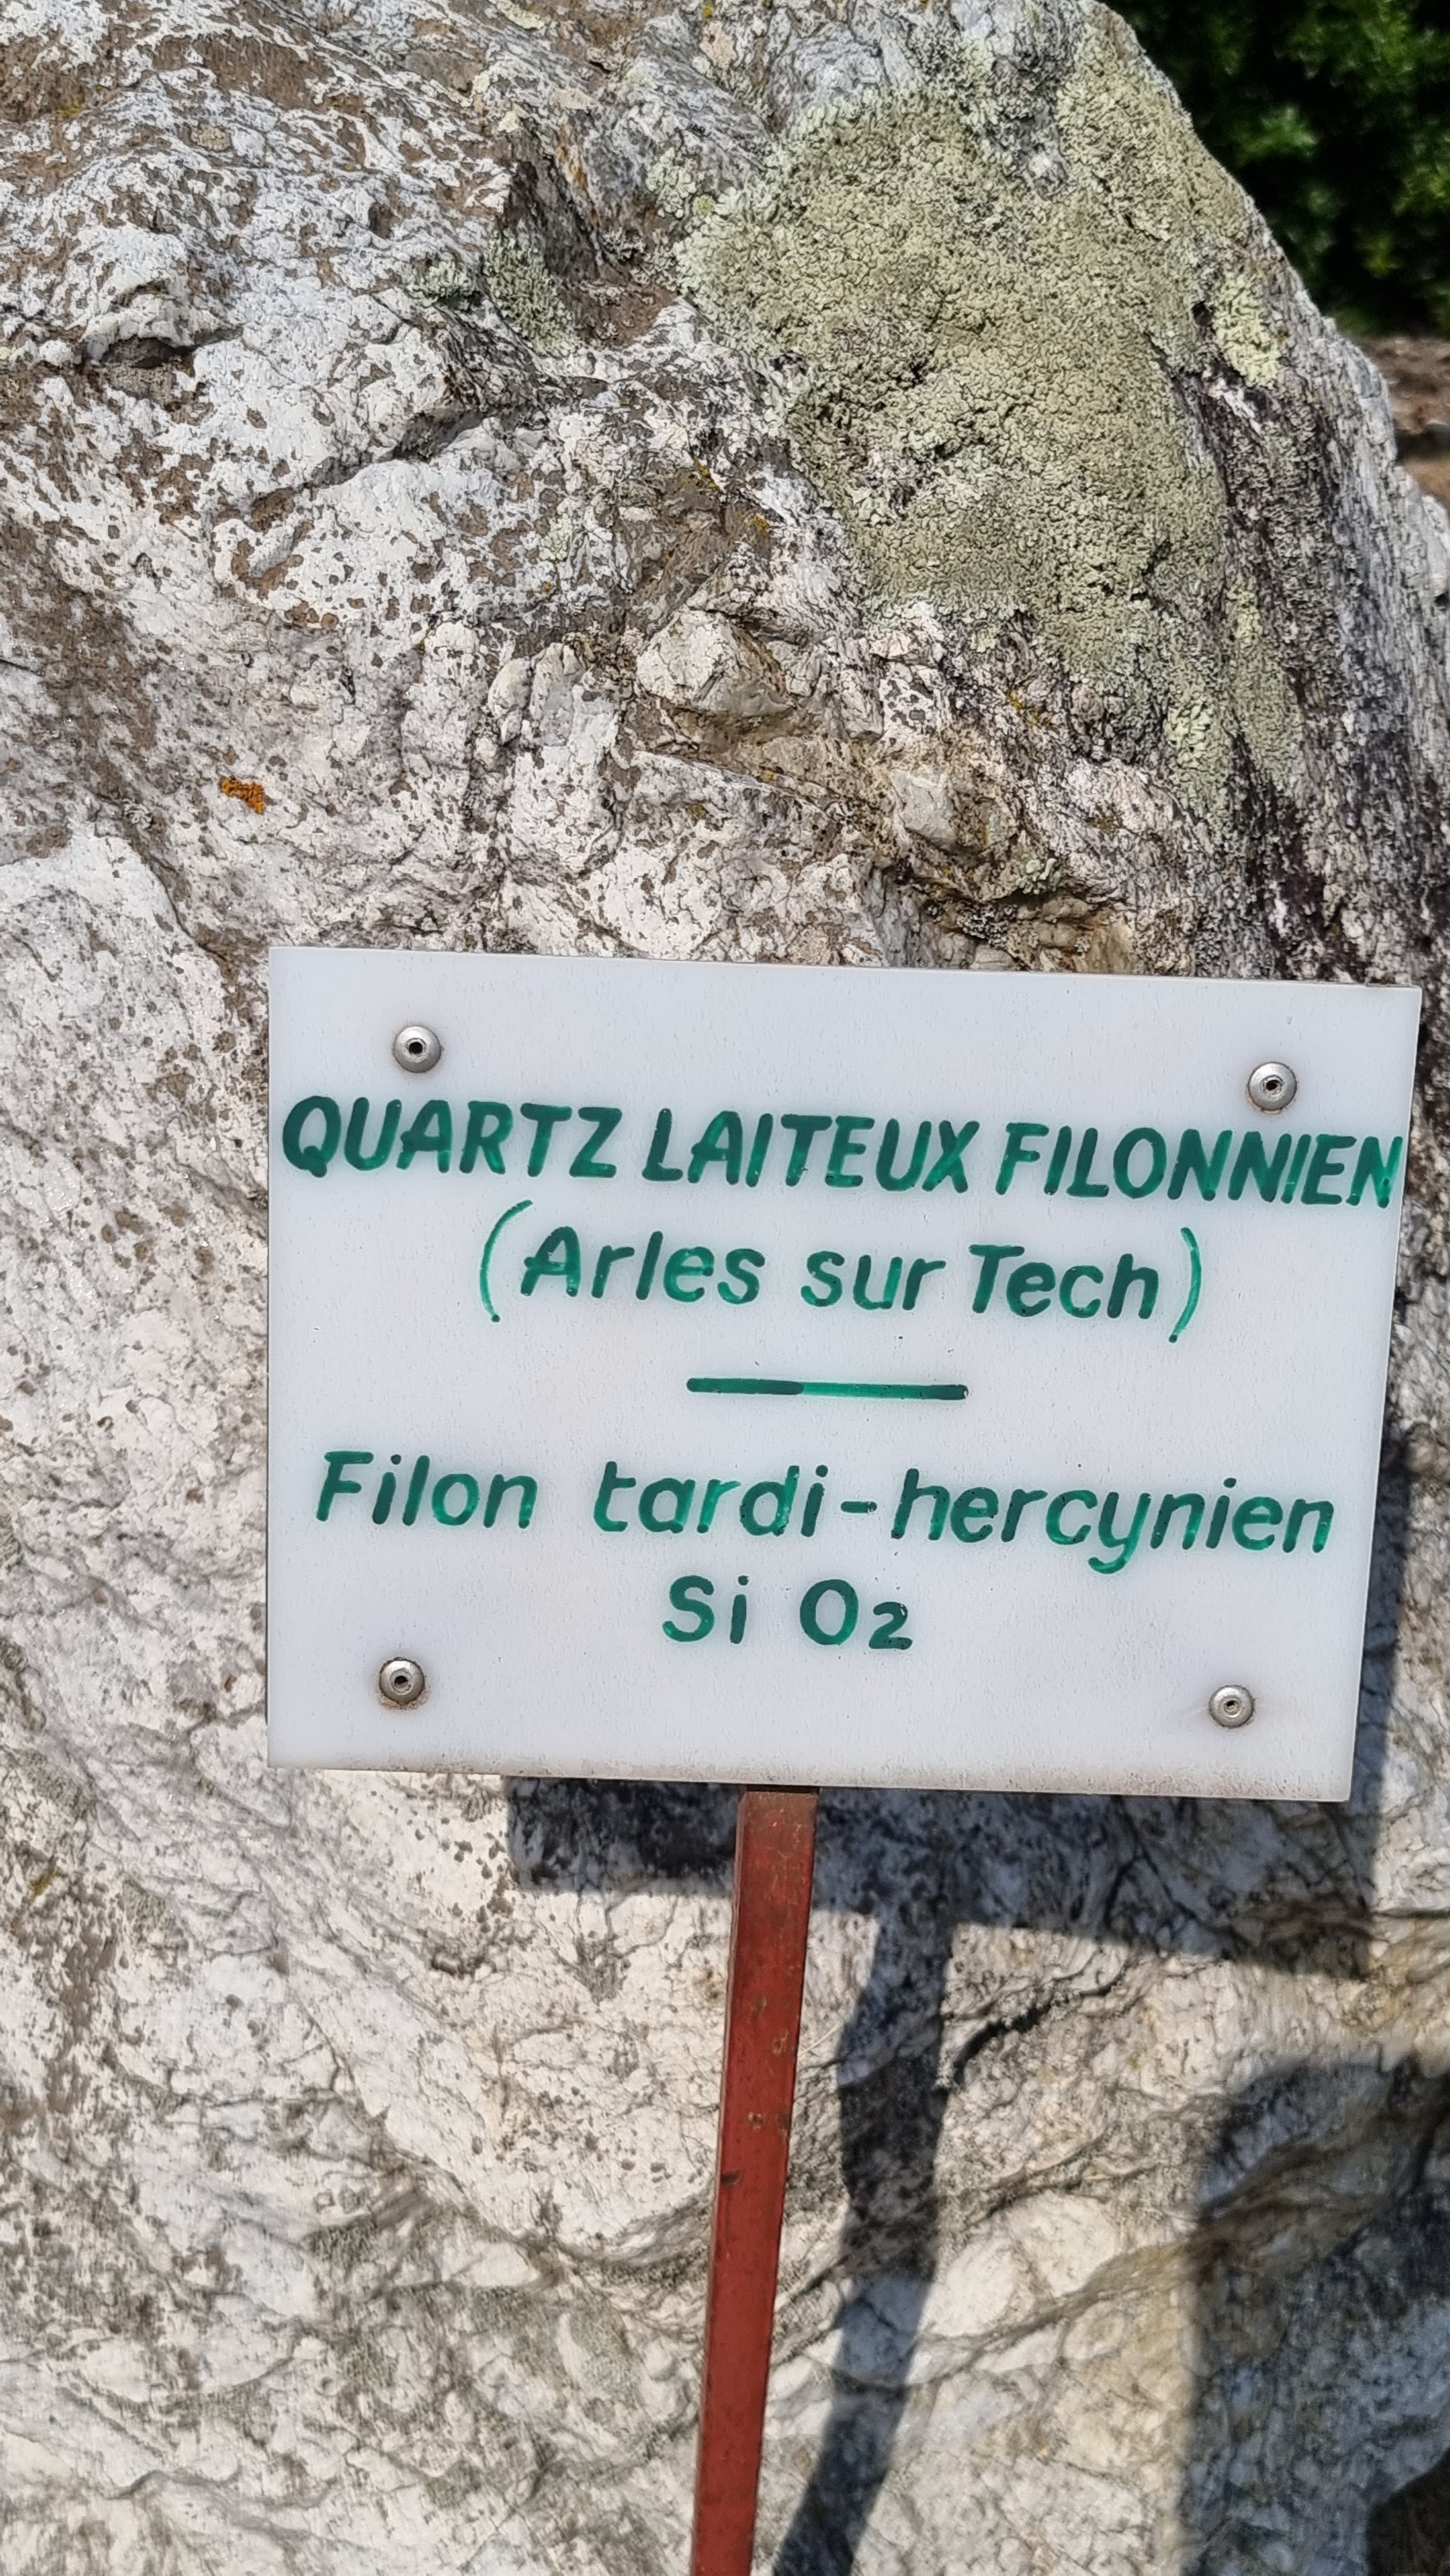 QUARTZ LAITEUX FILONNIEN
(Arles sur Tech)
Filon tardi-hercynien
Si O2